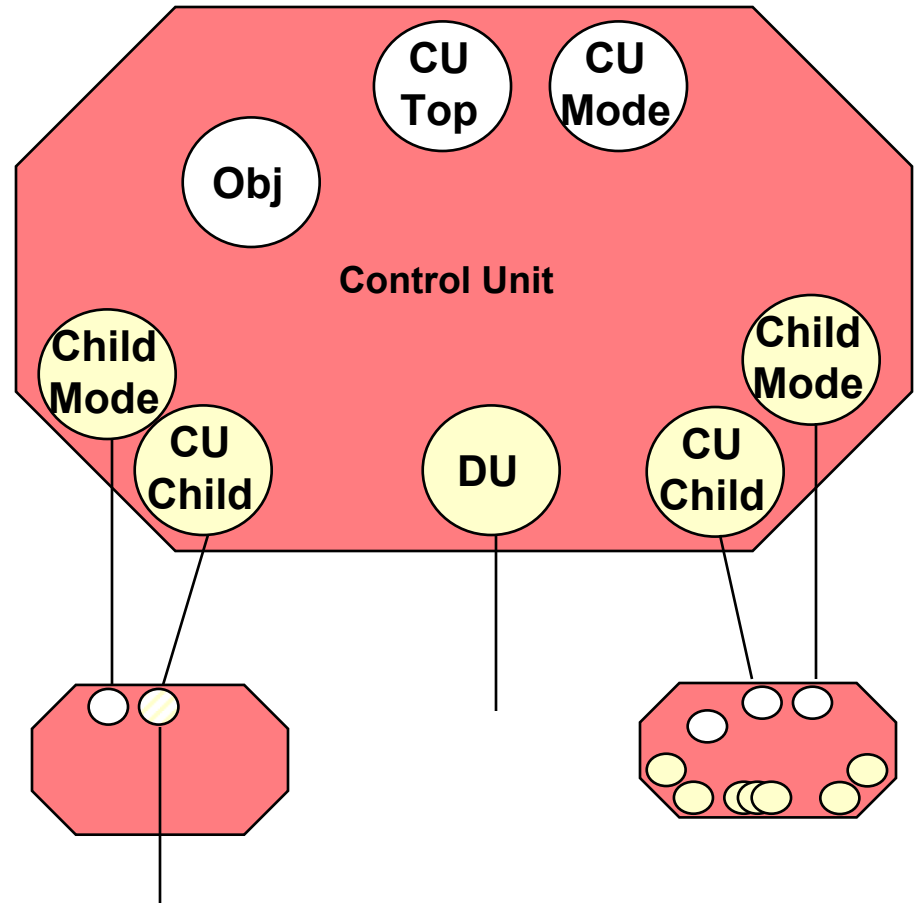 CU
Top
CU
Mode
Obj
Control Unit
Child
Mode
Child
Mode
CU
Child
DU
CU
Child